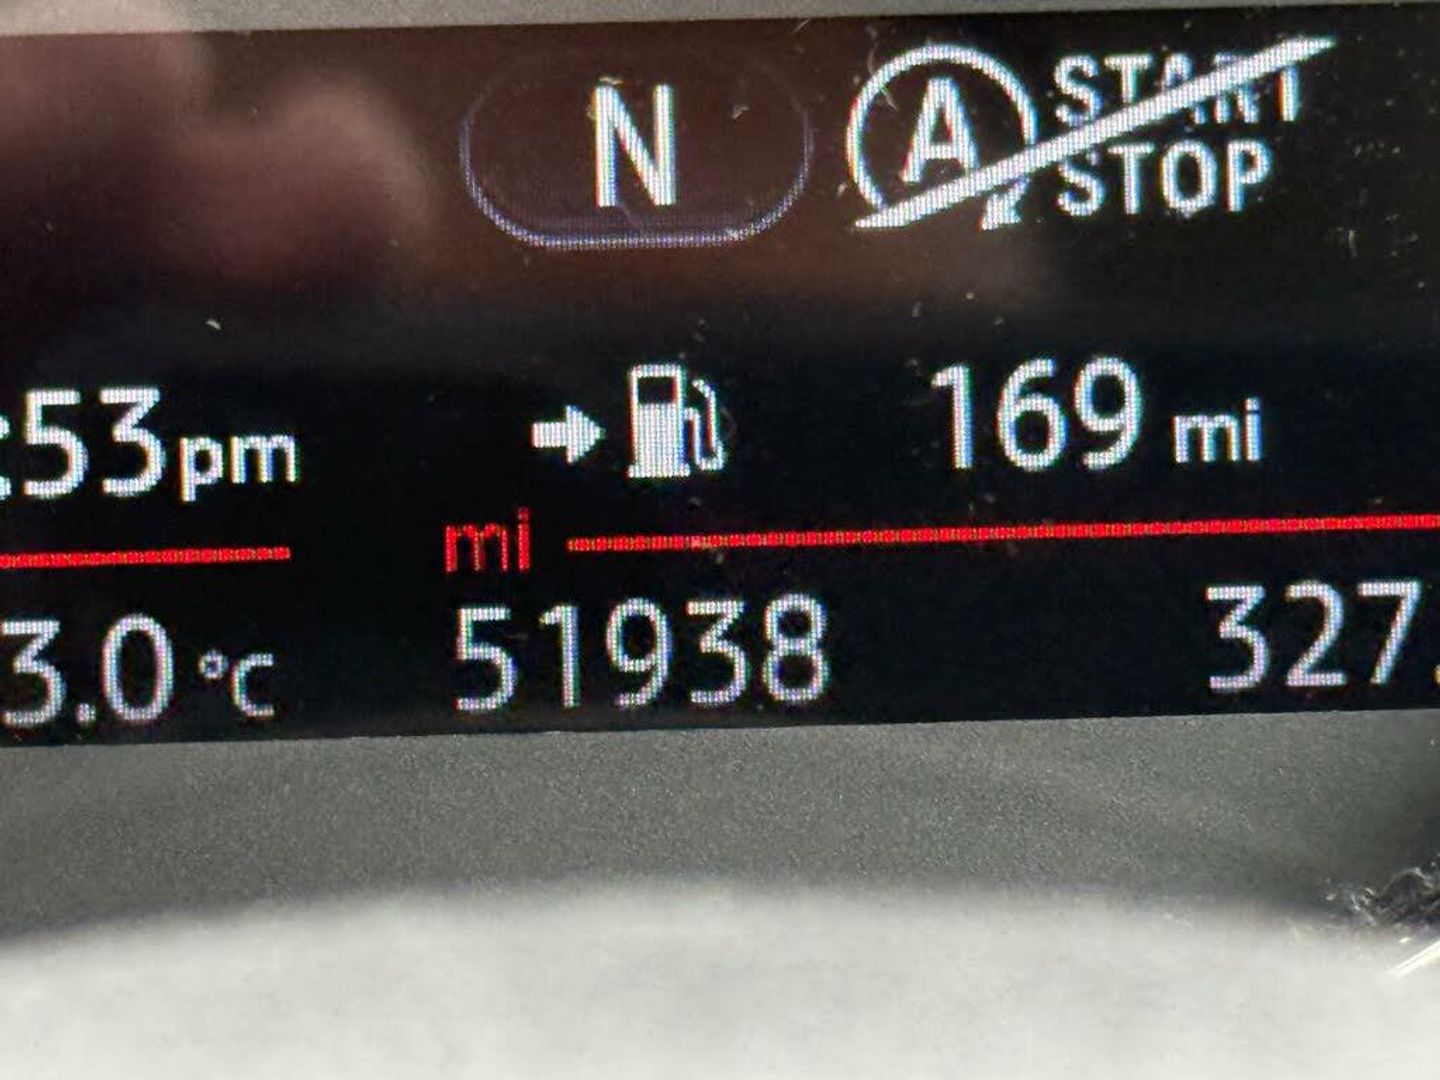 N
A START
STOP
:53pm 169 mi
mi
3.0 °C 51938 327.